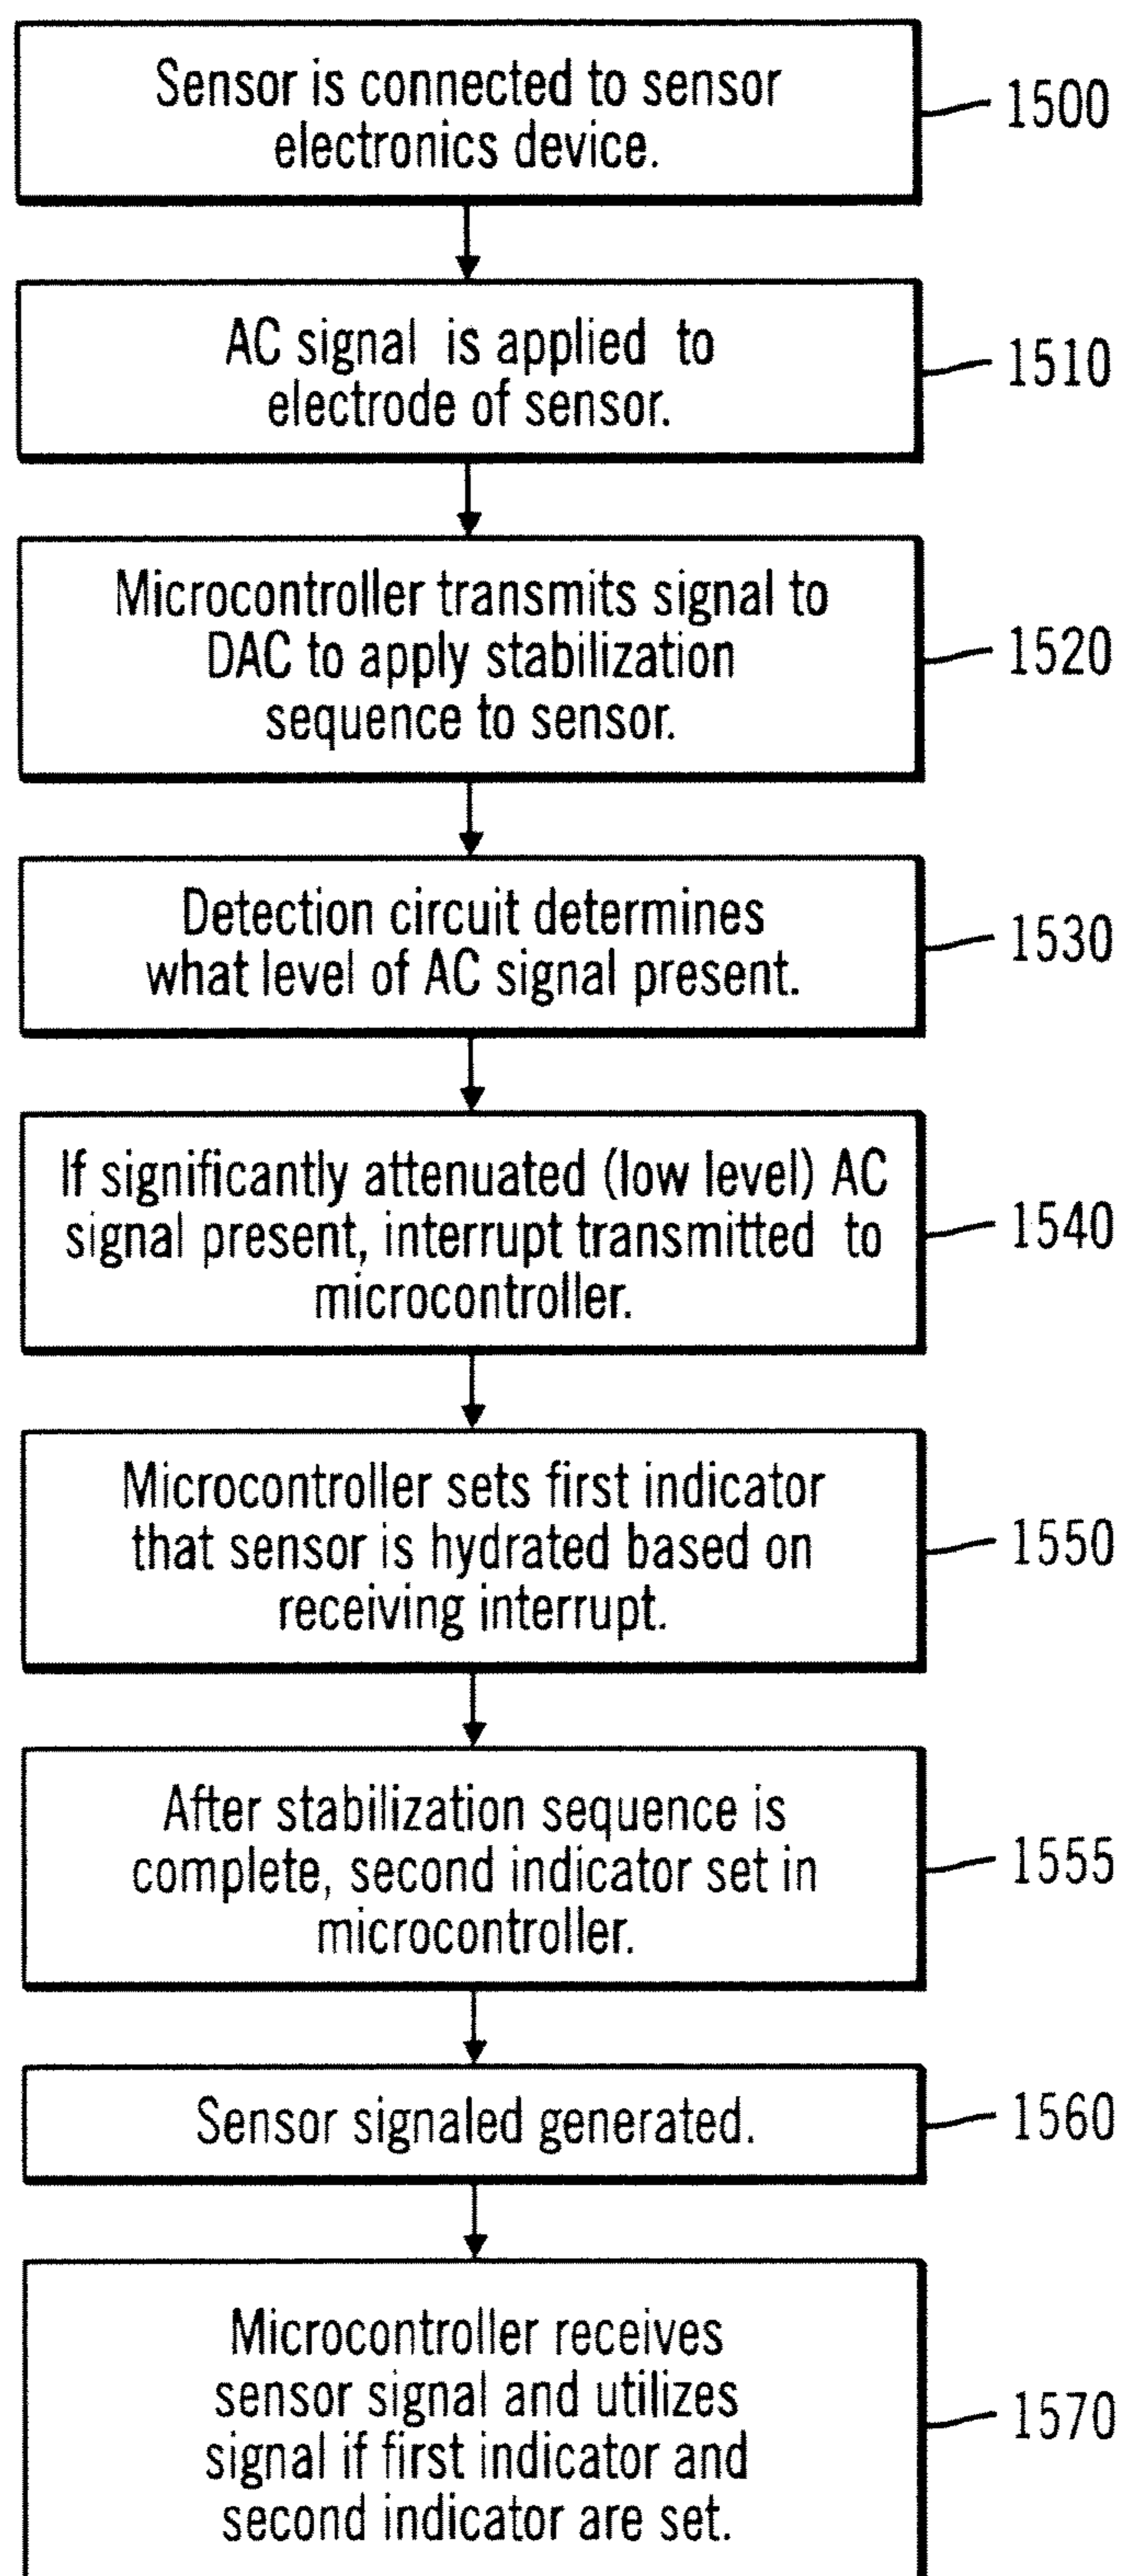 Sensor is connected to sensor
electronics device.
1500
AC signal is applied to
electrode of sensor.
1510
Microcontroller transmits signal to
DAC to apply stabilization
sequence to sensor.
1520
Detection circuit determines
what level of AC signal present.
1530
If significantly attenuated (low level) AC
signal present, interrupt transmitted to
microcontroller.
1540
Microcontroller sets first indicator
that sensor is hydrated based on
receiving interrupt.
1550
After stabilization sequence is
complete, second indicator set in
microcontroller.
1555
Sensor signaled generated.
1560
Microcontroller receives
sensor signal and utilizes
signal if first indicator and
second indicator are set.
1570